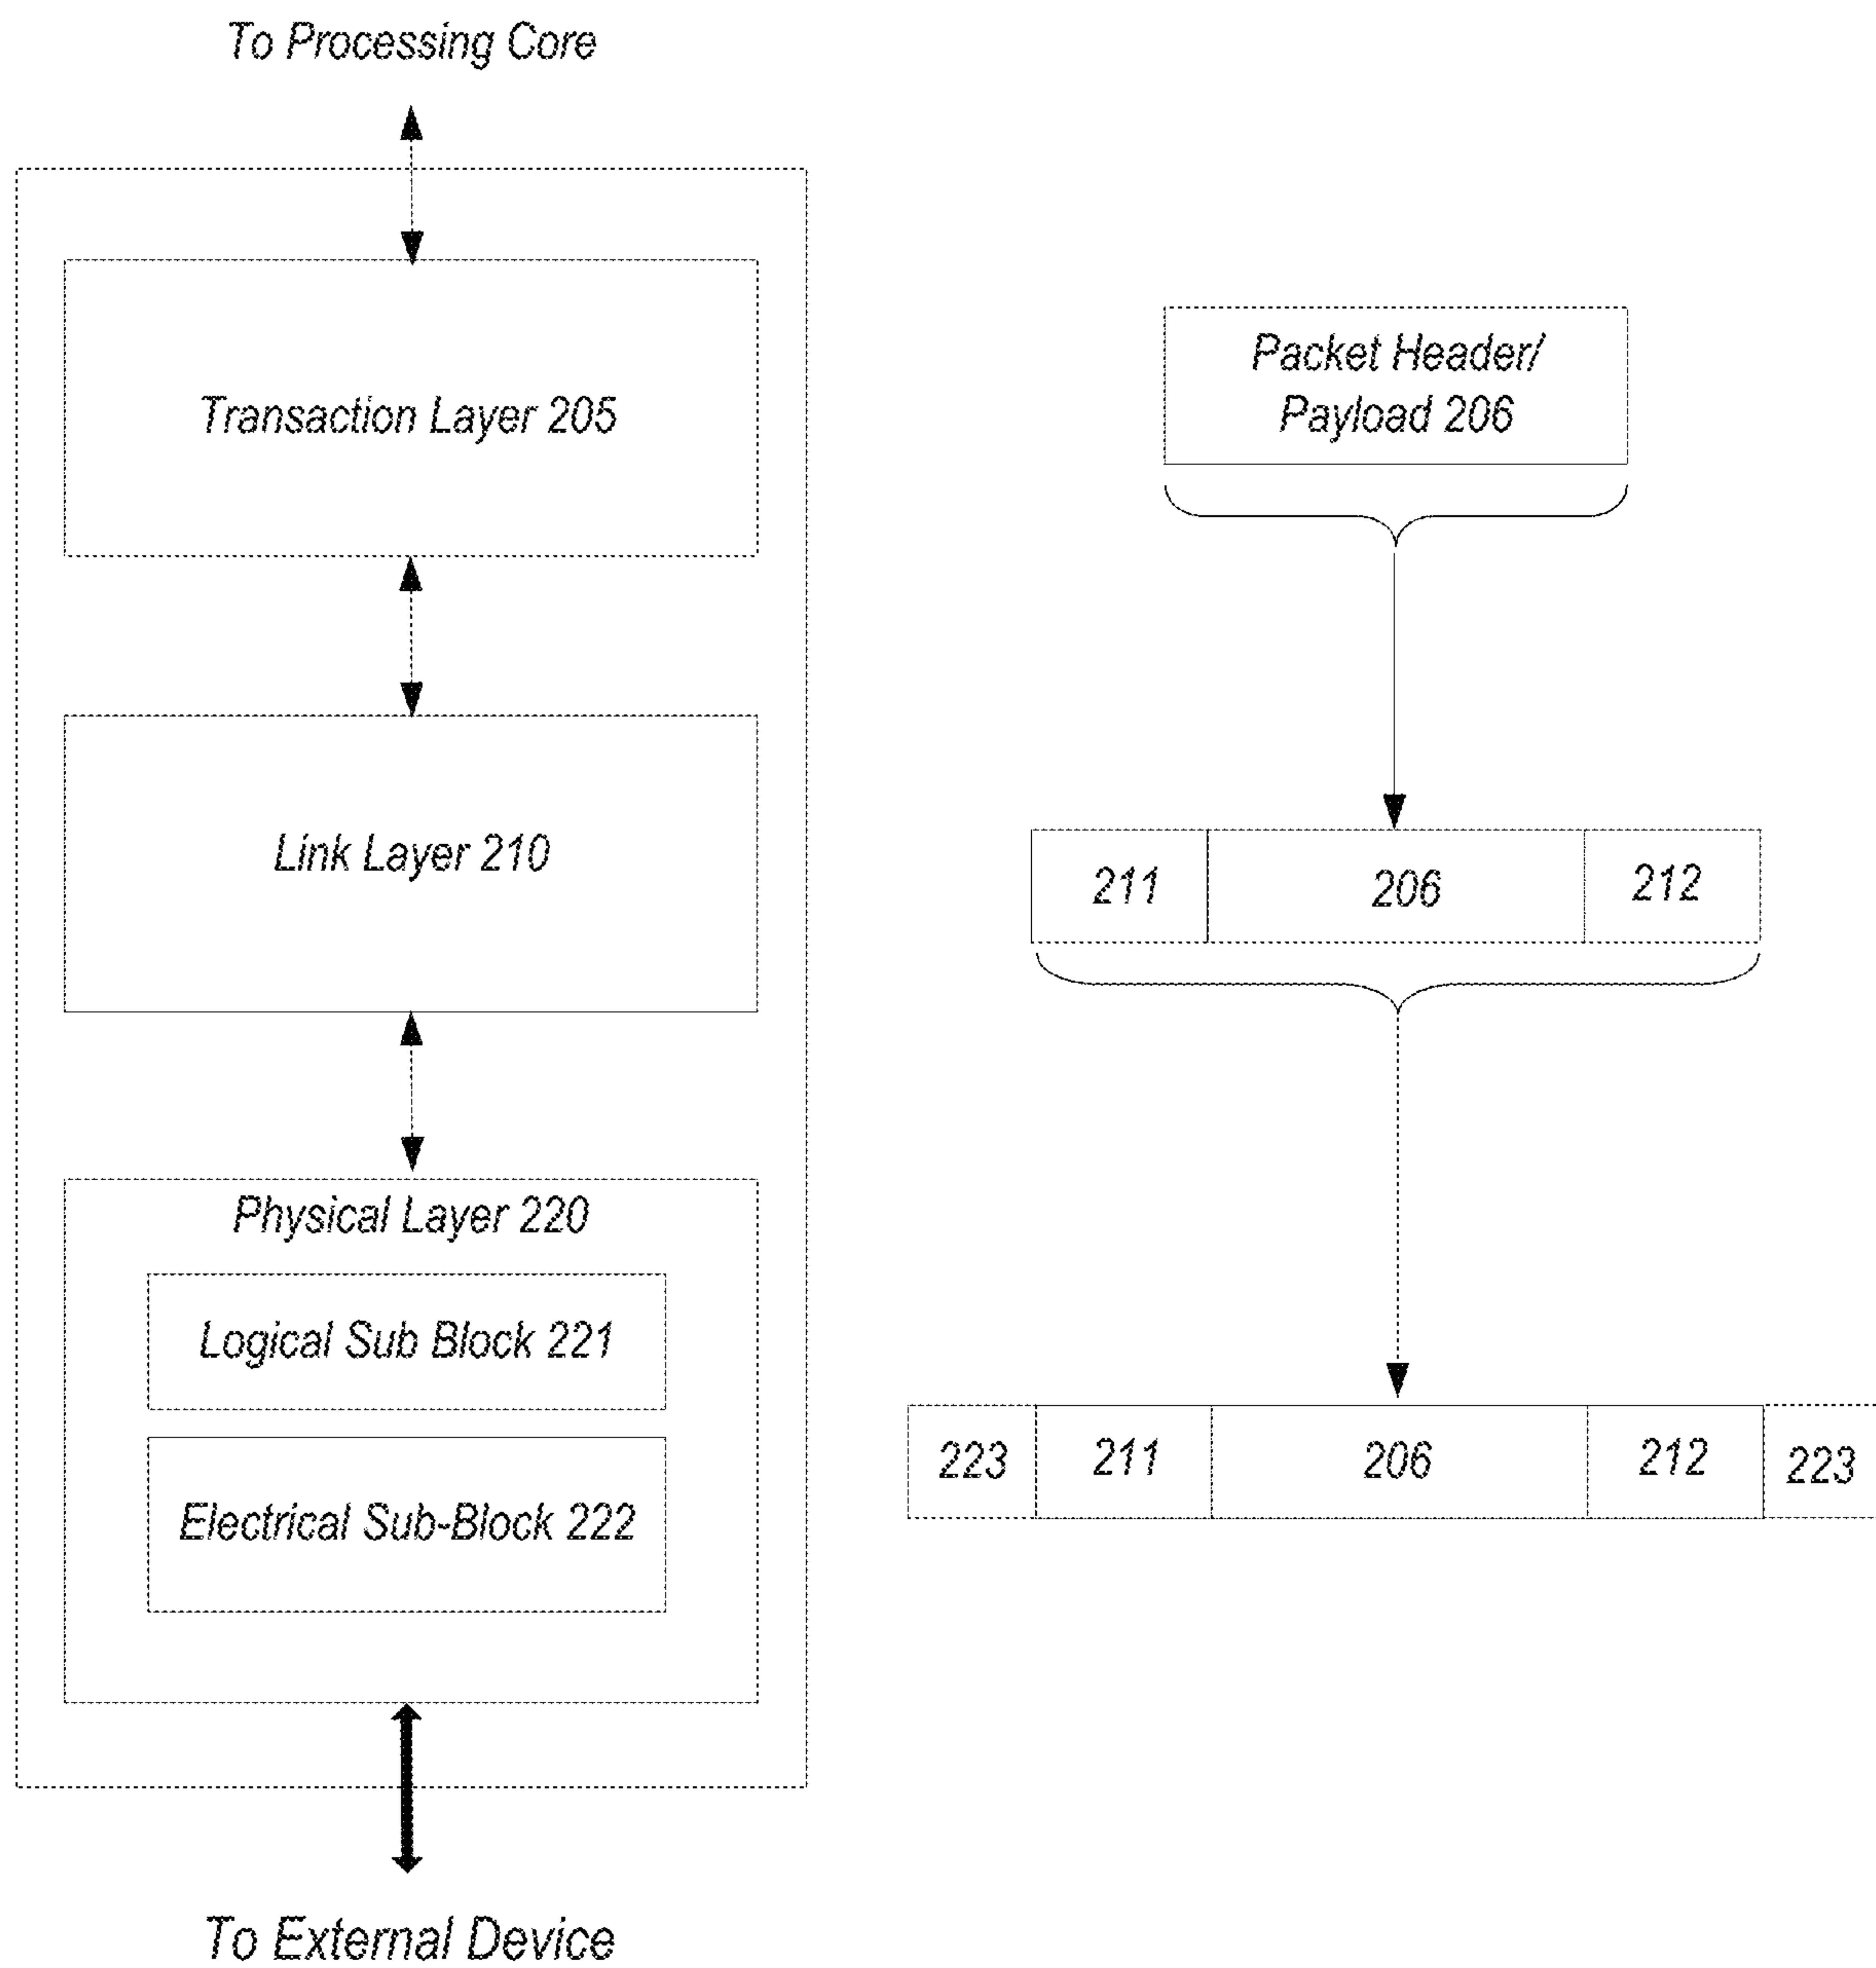 To Processing Core
Transaction Layer 205
Packet Header/
Payload 206
Link Layer 210
211 206 212
Physical Layer 220
Logical Sub Block 221
Electrical Sub-Block 222
223 211 206 212 223
To External Device